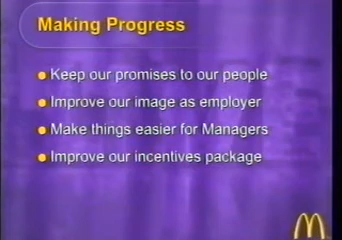 Making Progress
Keep our promises to our people
Improve our image as employer
Make things easier for Managers
Improve our incentives package